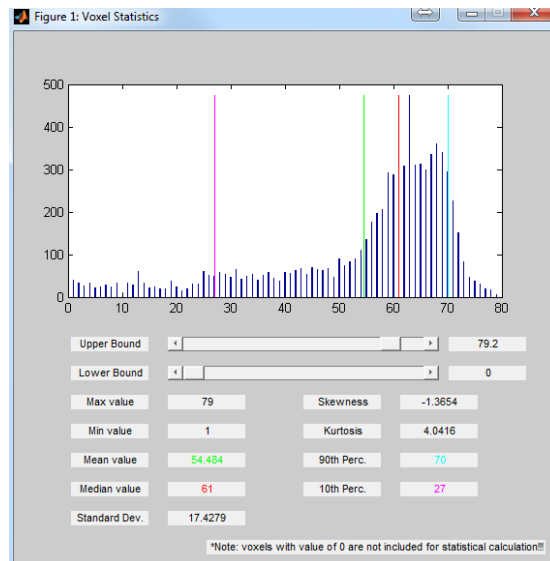 Figure 1: Voxel Statistics
500
400
300
200
100
0
0 10 20 30 40 50 60 70 80
Upper Bound 79.2
Lower Bound 0
Max value 79 Skewness -1.3654
Min value 1 Kurtosis 4.0416
Mean value 54.484 90th Perc. 70
Median value 61 10th Perc. 27
Standard Dev. 17.4279
*Note: voxels with value of 0 are not included for statistical calculation!!!